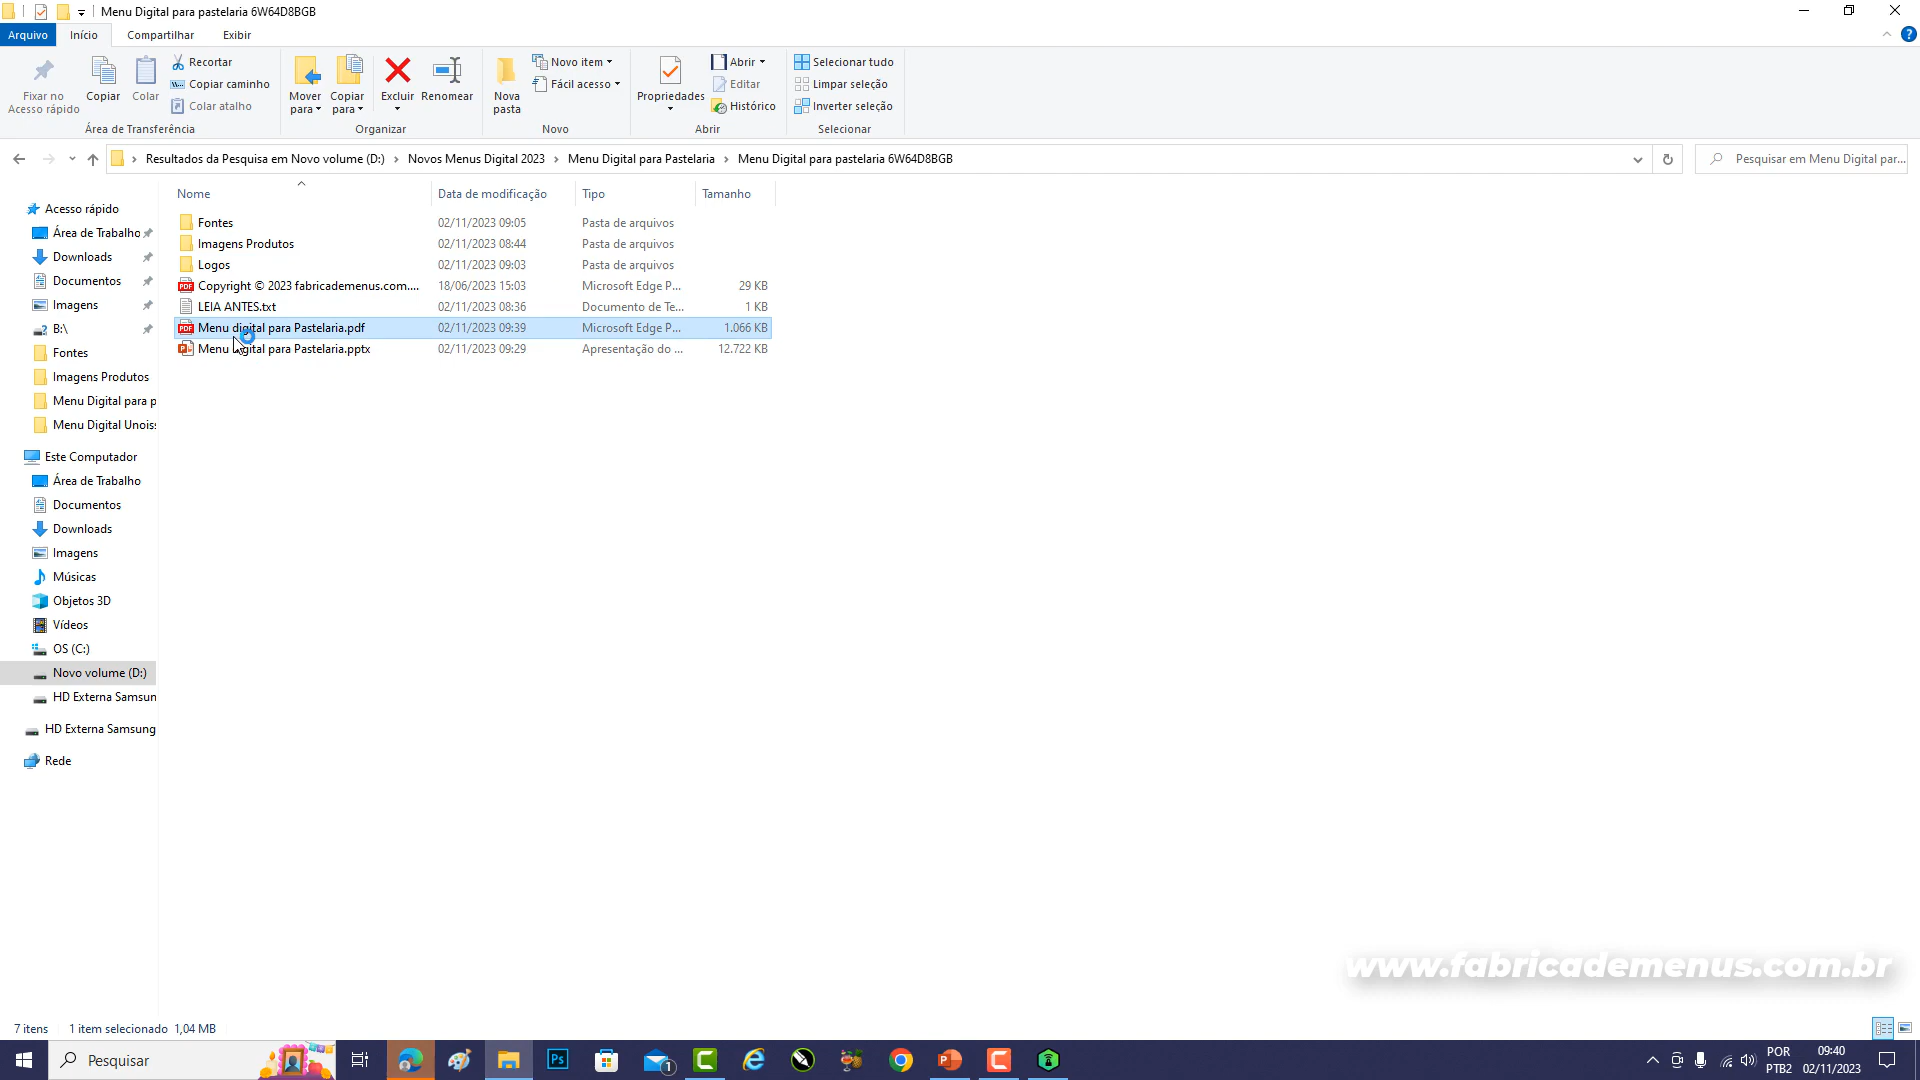 Menu Digital para pastelaria 6W64D8BGB
Arquivo
Início
Compartilhar
Exibir
Fixar no
Acesso rápido
Copiar
Colar
Recortar
Copiar caminho
Colar atalho
Área de Transferência
Mover
para
Copiar
para
Excluir
Renomear
Organizar
Nova
pasta
Novo item
Fácil acesso
Novo
Propriedades
Abrir
Editar
Histórico
Abrir
Selecionar tudo
Limpar seleção
Inverter seleção
Selecionar
Resultados da Pesquisa em Novo volume (D:) › Novos Menus Digital 2023 › Menu Digital para Pastelaria › Menu Digital para pastelaria 6W64D8BGB
Pesquisar em Menu Digital par...
Nome Data de modificação Tipo Tamanho
Fontes 02/11/2023 09:05 Pasta de arquivos
Imagens Produtos 02/11/2023 08:44 Pasta de arquivos
Logos 02/11/2023 09:03 Pasta de arquivos
Copyright © 2023 fabricademenus.com.... 18/06/2023 15:03 Microsoft Edge P... 29 KB
LEIA ANTES.txt 02/11/2023 08:36 Documento de Te... 1 KB
Menu digital para Pastelaria.pdf 02/11/2023 09:39 Microsoft Edge P... 1.066 KB
Menu Digital para Pastelaria.pptx 02/11/2023 09:29 Apresentação do ... 12.722 KB
Acesso rápido
Área de Trabalho
Downloads
Documentos
Imagens
B:\
Fontes
Imagens Produtos
Menu Digital para p
Menu Digital Unois
Este Computador
Área de Trabalho
Documentos
Downloads
Imagens
Músicas
Objetos 3D
Vídeos
OS (C:)
Novo volume (D:)
HD Externa Samsun
HD Externa Samsung
Rede
www.fabricademenus.com.br
7 itens 1 item selecionado 1,04 MB
Pesquisar
Ps
1
POR
PTB2
09:40
02/11/2023